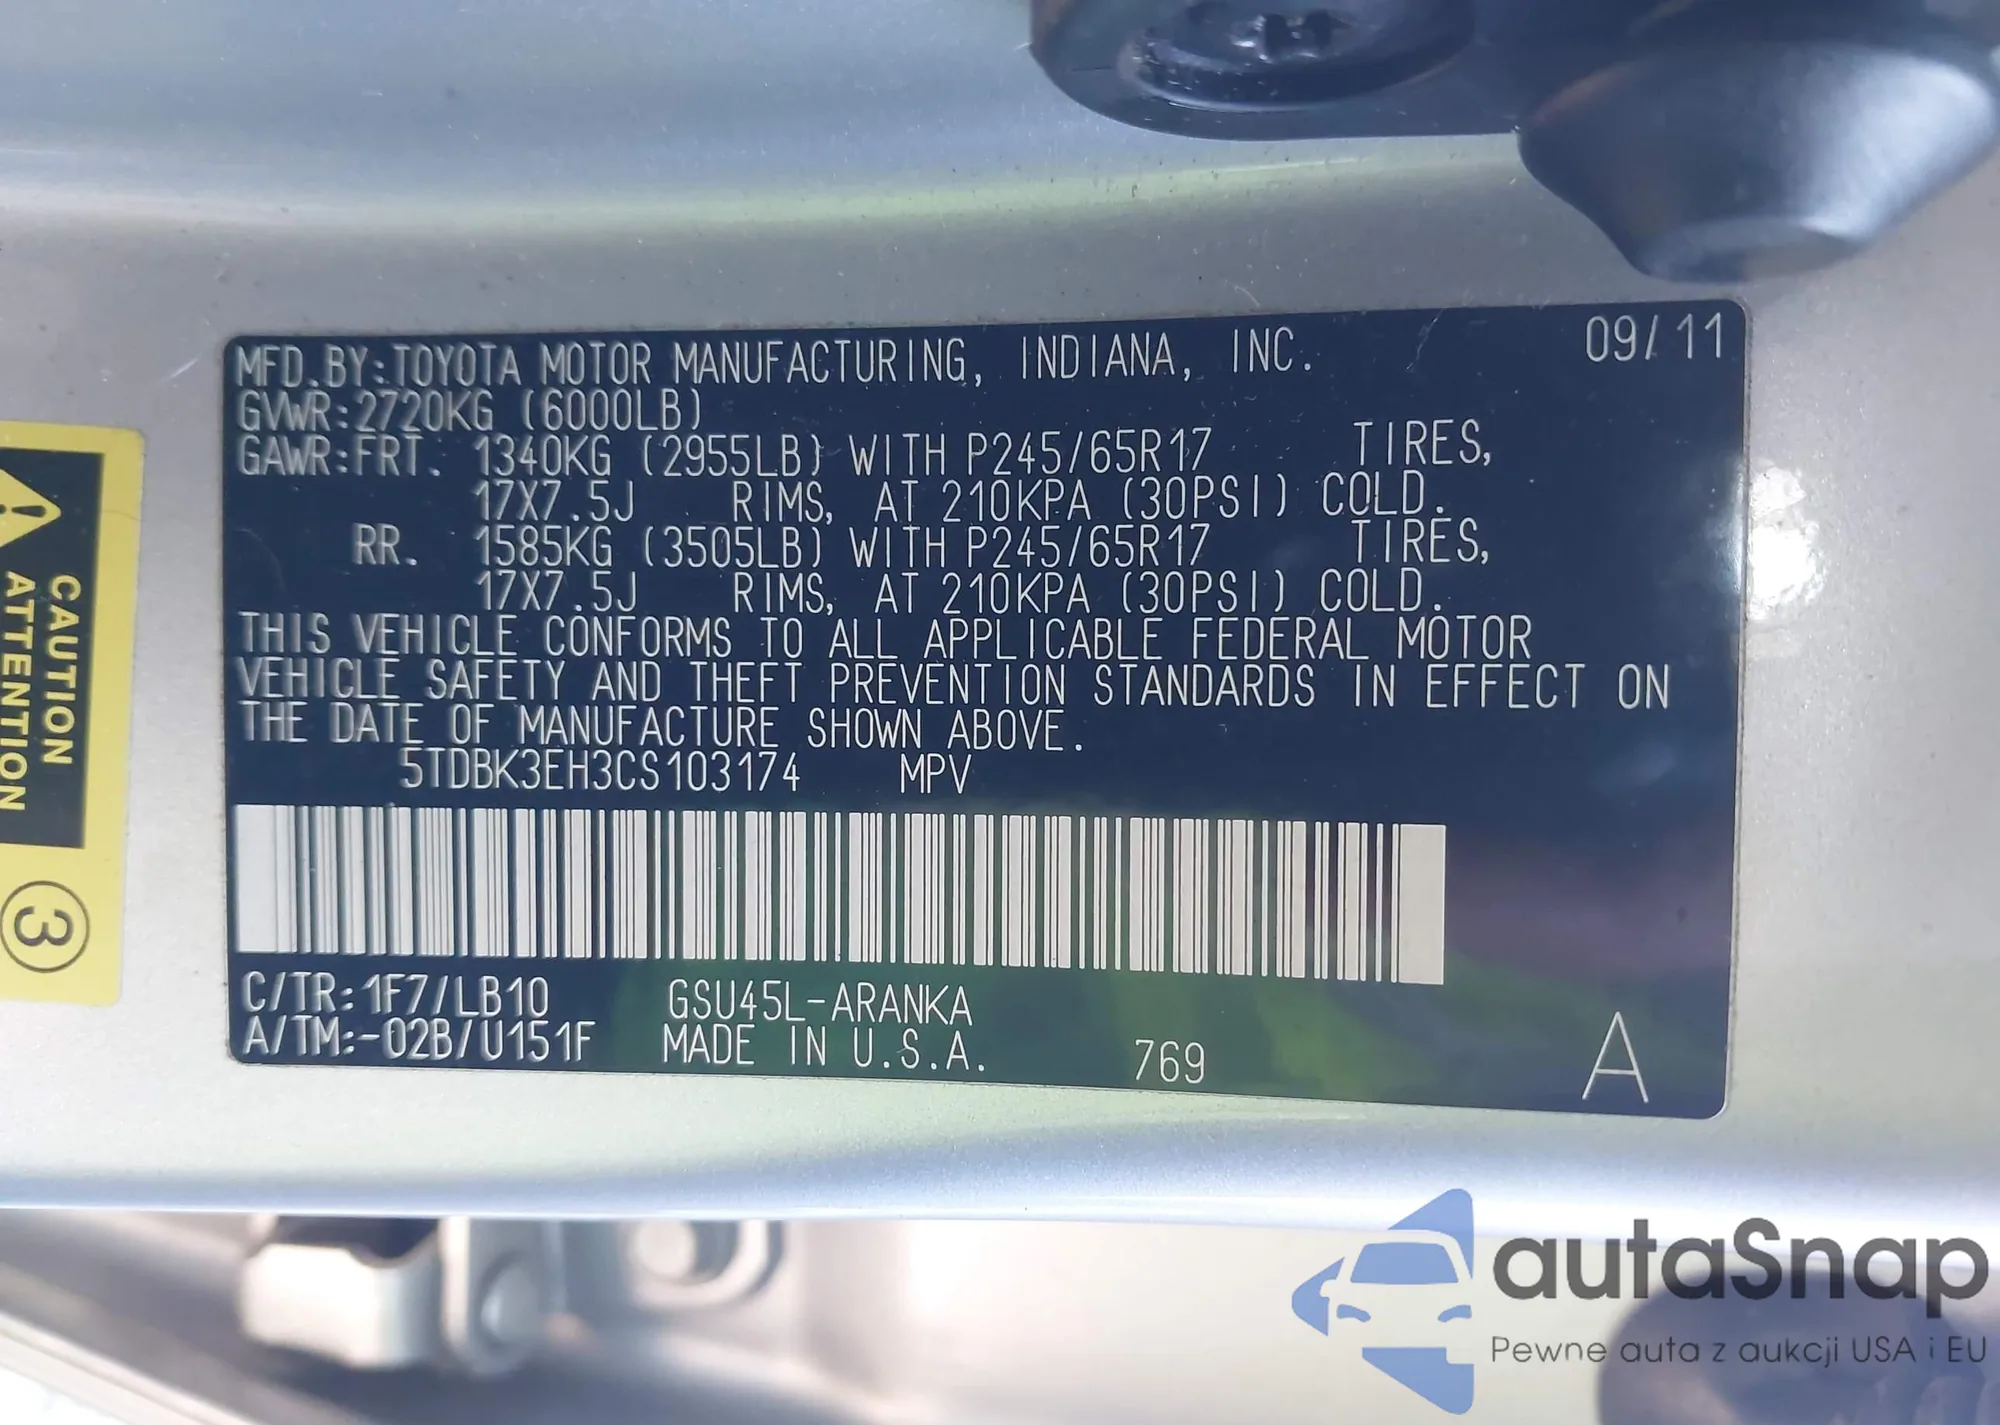 MFD.BY:TOYOTA MOTOR MANUFACTURING, INDIANA, INC. 09/11
GVWR:2720KG (6000LB)
GAWR:FRT. 1340KG (2955LB) WITH P245/65R17 TIRES,
17X7.5J RIMS, AT 210KPA (30PSI) COLD.
RR. 1585KG (3505LB) WITH P245/65R17 TIRES,
17X7.5J RIMS, AT 210KPA (30PSI) COLD.
THIS VEHICLE CONFORMS TO ALL APPLICABLE FEDERAL MOTOR
VEHICLE SAFETY AND THEFT PREVENTION STANDARDS IN EFFECT ON
THE DATE OF MANUFACTURE SHOWN ABOVE.
5TDBK3EH3CS103174 MPV
C/TR:1F7/LB10 GSU45L-ARANKA
A/TM:-02B/U151F MADE IN U.S.A. 769 A
CAUTION
ATTENTION
3
autaSnap
Pewne auta z aukcji USA i EU